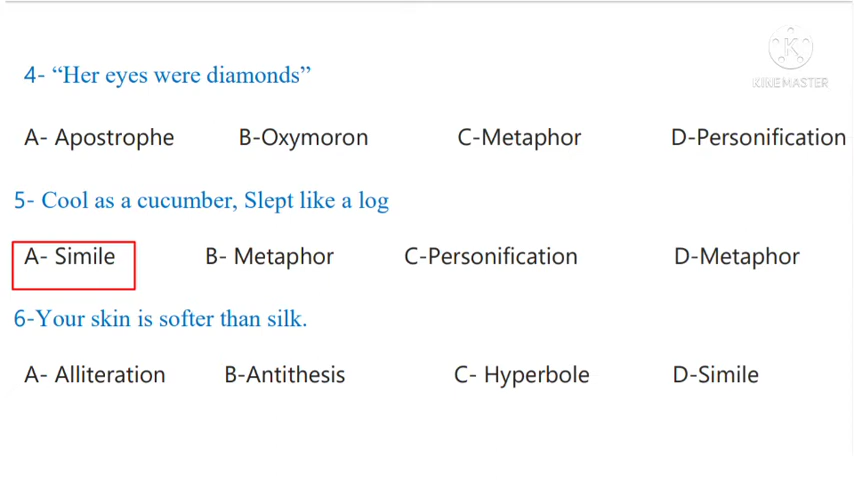 KINEMASTER
4- “Her eyes were diamonds”
A- Apostrophe B-Oxymoron C-Metaphor D-Personification
5- Cool as a cucumber, Slept like a log
A- Simile B- Metaphor C-Personification D-Metaphor
6-Your skin is softer than silk.
A- Alliteration B-Antithesis C- Hyperbole D-Simile